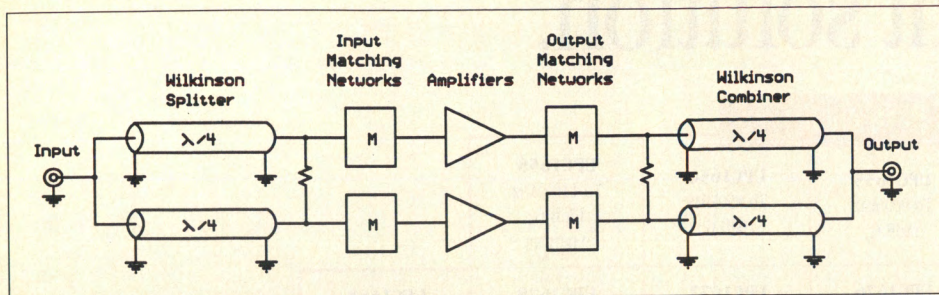 Input
Matching
Networks
Amplifiers
Output
Matching
Networks
Wilkinson
Splitter
Wilkinson
Combiner
Input
λ/4
M
M
λ/4
Output
λ/4
M
M
λ/4